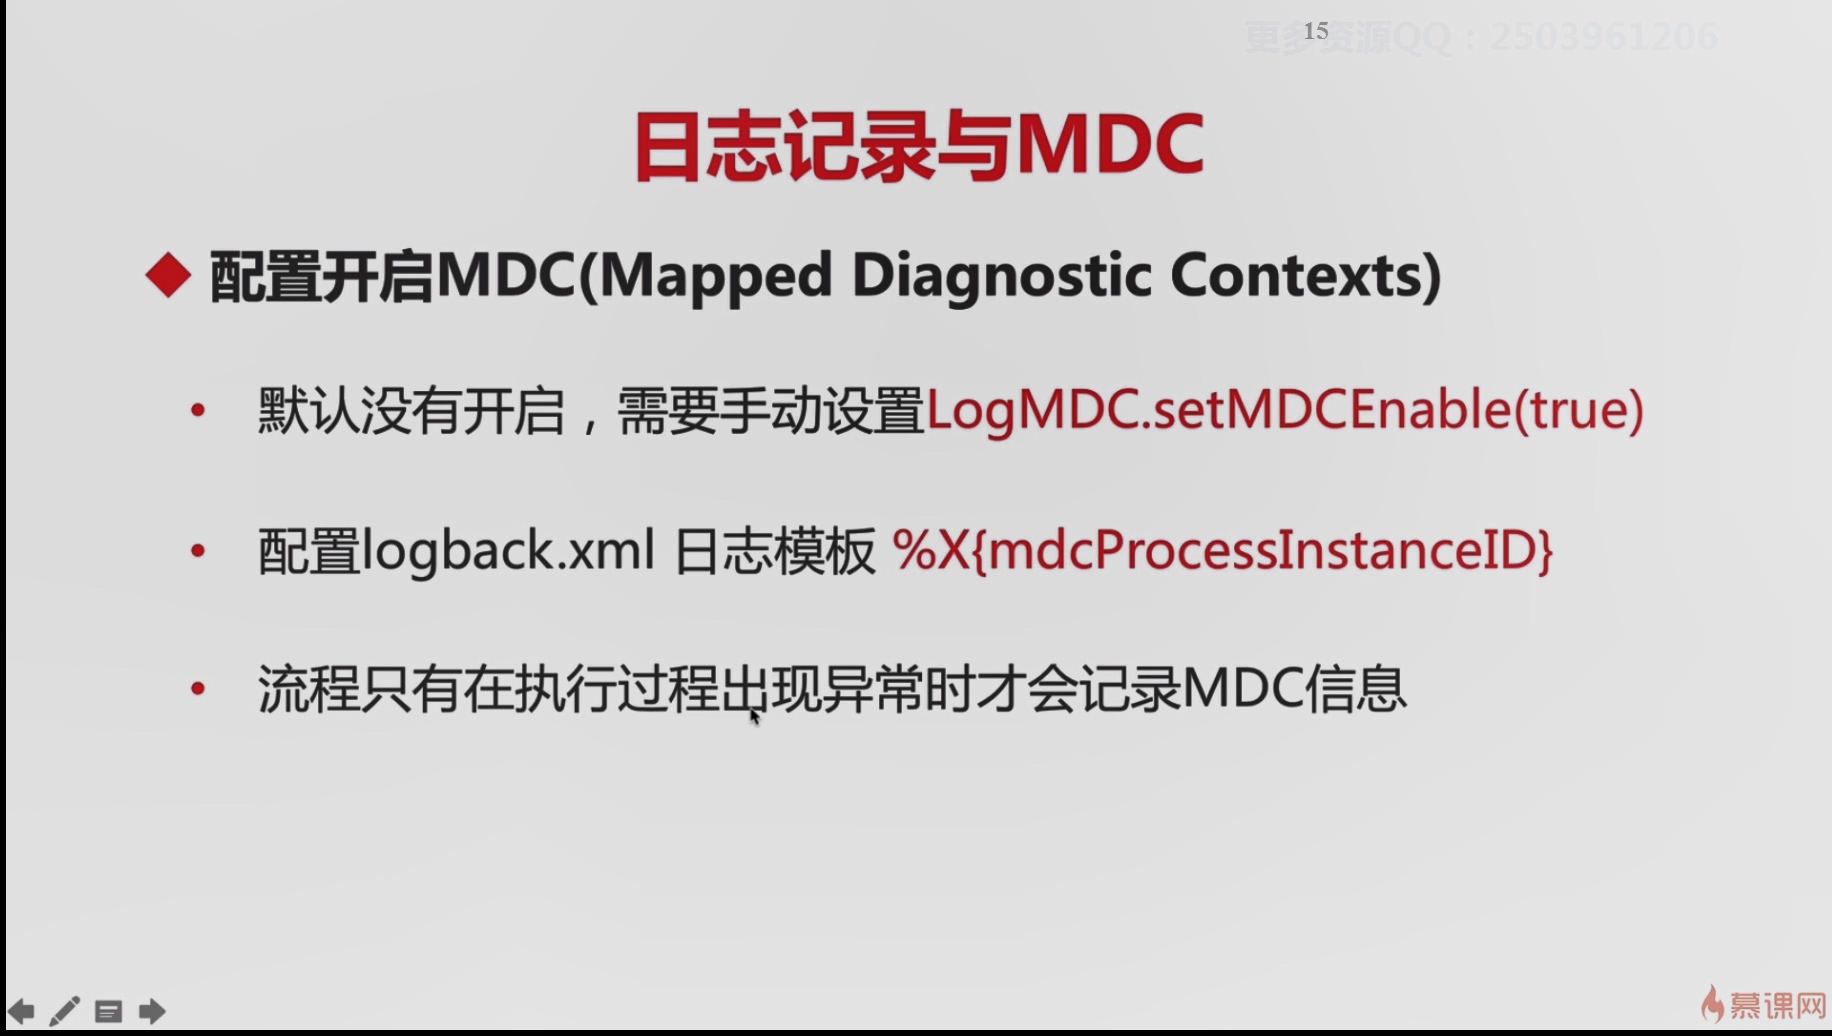 更多资源QQ：2503961206
15
日志记录与MDC
配置开启MDC(Mapped Diagnostic Contexts)
• 默认没有开启，需要手动设置LogMDC.setMDCEnable(true)
• 配置logback.xml 日志模板 %X{mdcProcessInstanceID}
• 流程只有在执行过程出现异常时才会记录MDC信息
慕课网